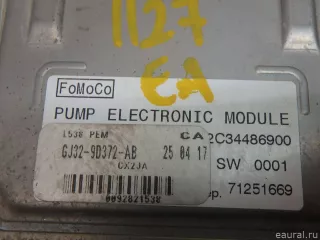 1127
EA
FoMoCo
PUMP ELECTRONIC MODULE
1538 PEM CA 2C34486900
GJ32-9D372-AB 25 04 17 SW 0001
CX2JA
0092821538 p. 71251669
eaural.ru